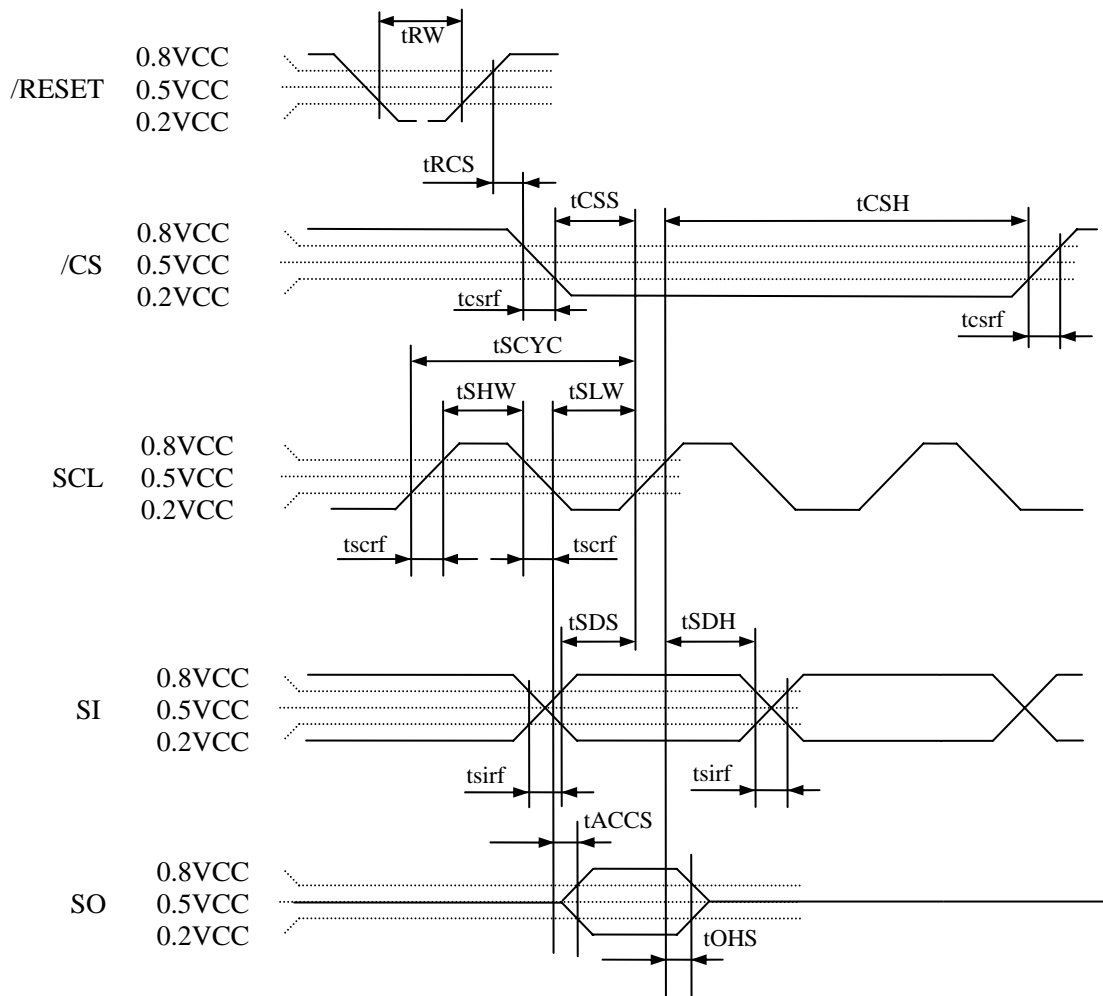 tRW
0.8VCC
/RESET
0.5VCC
0.2VCC
tRCS
tCSS
tCSH
0.8VCC
/CS
0.5VCC
0.2VCC
tcsrf
tcsrf
tSCYC
tSHW
tSLW
0.8VCC
SCL
0.5VCC
0.2VCC
tscrf
tscrf
tSDS
tSDH
0.8VCC
SI
0.5VCC
0.2VCC
tsirf
tsirf
tACCS
0.8VCC
SO
0.5VCC
0.2VCC
tOHS